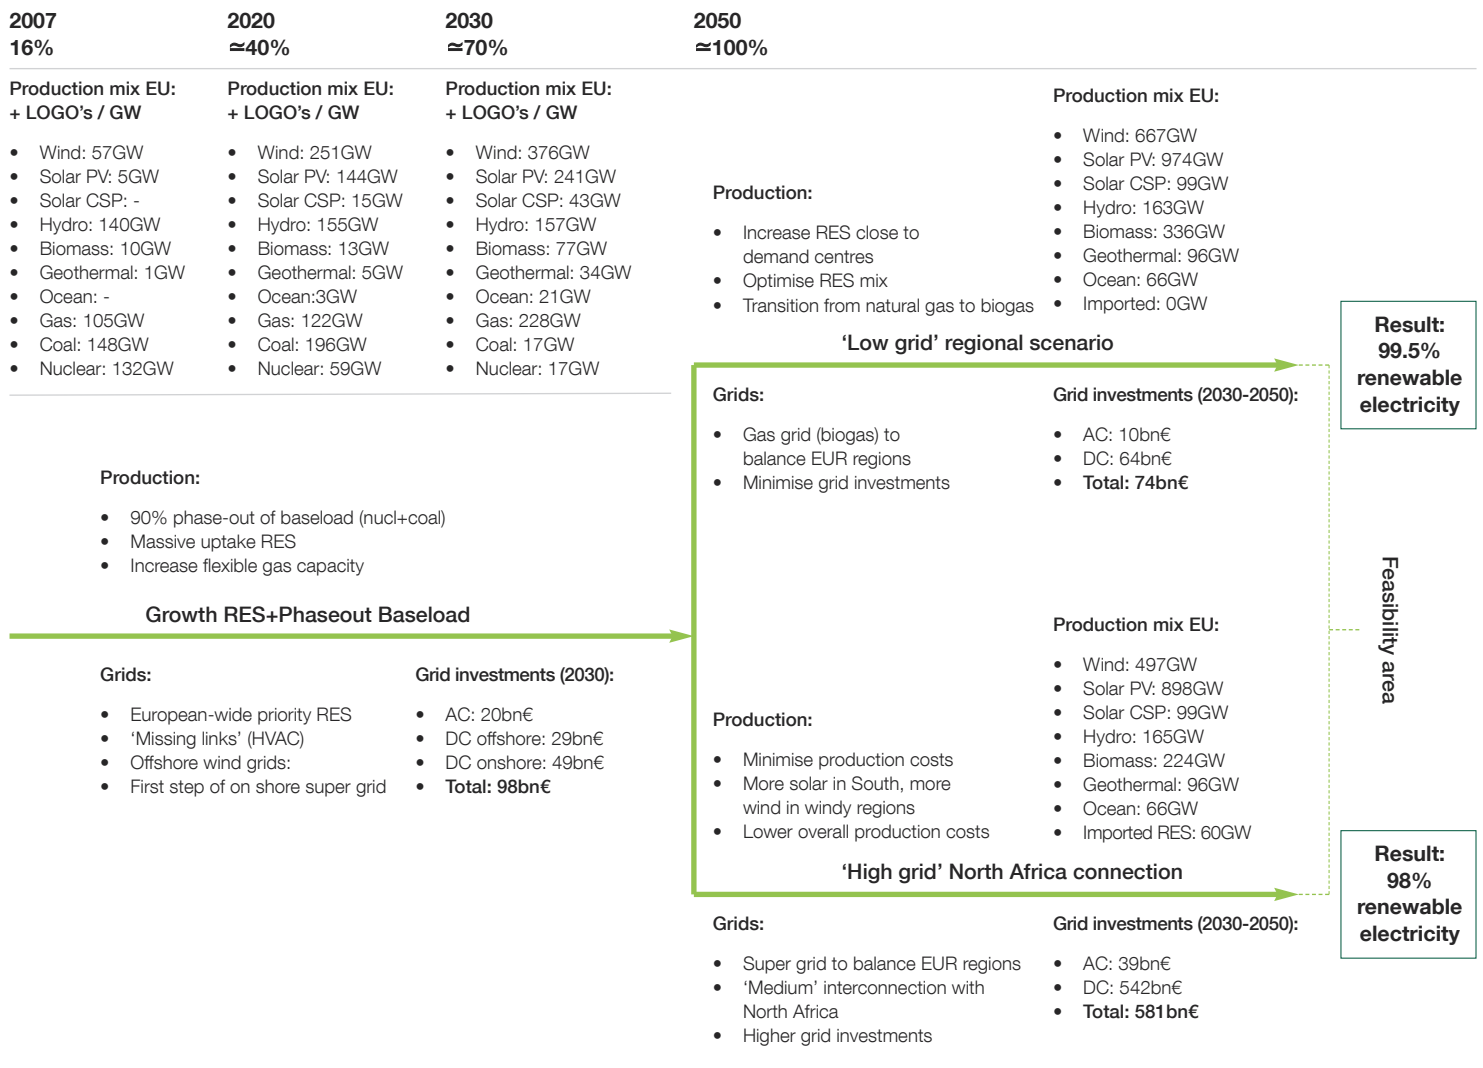 2007
16%
2020
≃40%
2030
≃70%
2050
≃100%
Production mix EU:
+ LOGO's / GW
• Wind: 57GW
• Solar PV: 5GW
• Solar CSP: -
• Hydro: 140GW
• Biomass: 10GW
• Geothermal: 1GW
• Ocean: -
• Gas: 105GW
• Coal: 148GW
• Nuclear: 132GW
Production mix EU:
+ LOGO's / GW
• Wind: 251GW
• Solar PV: 144GW
• Solar CSP: 15GW
• Hydro: 155GW
• Biomass: 13GW
• Geothermal: 5GW
• Ocean:3GW
• Gas: 122GW
• Coal: 196GW
• Nuclear: 59GW
Production mix EU:
+ LOGO's / GW
• Wind: 376GW
• Solar PV: 241GW
• Solar CSP: 43GW
• Hydro: 157GW
• Biomass: 77GW
• Geothermal: 34GW
• Ocean: 21GW
• Gas: 228GW
• Coal: 17GW
• Nuclear: 17GW
Production:
• 90% phase-out of baseload (nucl+coal)
• Massive uptake RES
• Increase flexible gas capacity
Growth RES+Phaseout Baseload
Grids:
• European-wide priority RES
• ‘Missing links’ (HVAC)
• Offshore wind grids:
• First step of on shore super grid
Grid investments (2030):
• AC: 20bn€
• DC offshore: 29bn€
• DC onshore: 49bn€
• Total: 98bn€
Production:
• Increase RES close to
demand centres
• Optimise RES mix
• Transition from natural gas to biogas
Production mix EU:
• Wind: 667GW
• Solar PV: 974GW
• Solar CSP: 99GW
• Hydro: 163GW
• Biomass: 336GW
• Geothermal: 96GW
• Ocean: 66GW
• Imported: 0GW
‘Low grid’ regional scenario
Grids:
• Gas grid (biogas) to
balance EUR regions
• Minimise grid investments
Grid investments (2030-2050):
• AC: 10bn€
• DC: 64bn€
• Total: 74bn€
Result:
99.5%
renewable
electricity
Feasibility area
Production:
• Minimise production costs
• More solar in South, more
wind in windy regions
• Lower overall production costs
Production mix EU:
• Wind: 497GW
• Solar PV: 898GW
• Solar CSP: 99GW
• Hydro: 165GW
• Biomass: 224GW
• Geothermal: 96GW
• Ocean: 66GW
• Imported RES: 60GW
‘High grid’ North Africa connection
Grids:
• Super grid to balance EUR regions
• ‘Medium’ interconnection with
North Africa
• Higher grid investments
Grid investments (2030-2050):
• AC: 39bn€
• DC: 542bn€
• Total: 581bn€
Result:
98%
renewable
electricity